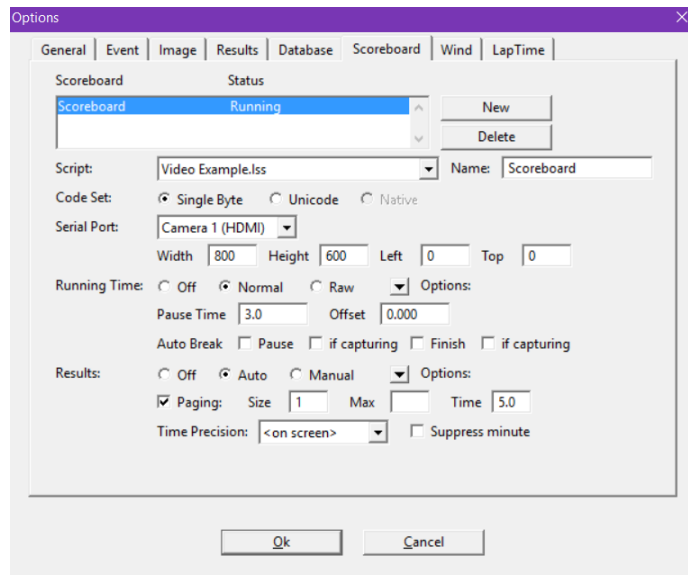 Options
General Event Image Results Database Scoreboard Wind LapTime
Scoreboard Status
Scoreboard Running
New
Delete
Script: Video Example.lss Name: Scoreboard
Code Set: Single Byte Unicode Native
Serial Port: Camera 1 (HDMI)
Width 800 Height 600 Left 0 Top 0
Running Time: Off Normal Raw Options:
Pause Time 3.0 Offset 0.000
Auto Break Pause if capturing Finish if capturing
Results: Off Auto Manual Options:
Paging: Size 1 Max Time 5.0
Time Precision: <on screen> Suppress minute
Ok Cancel